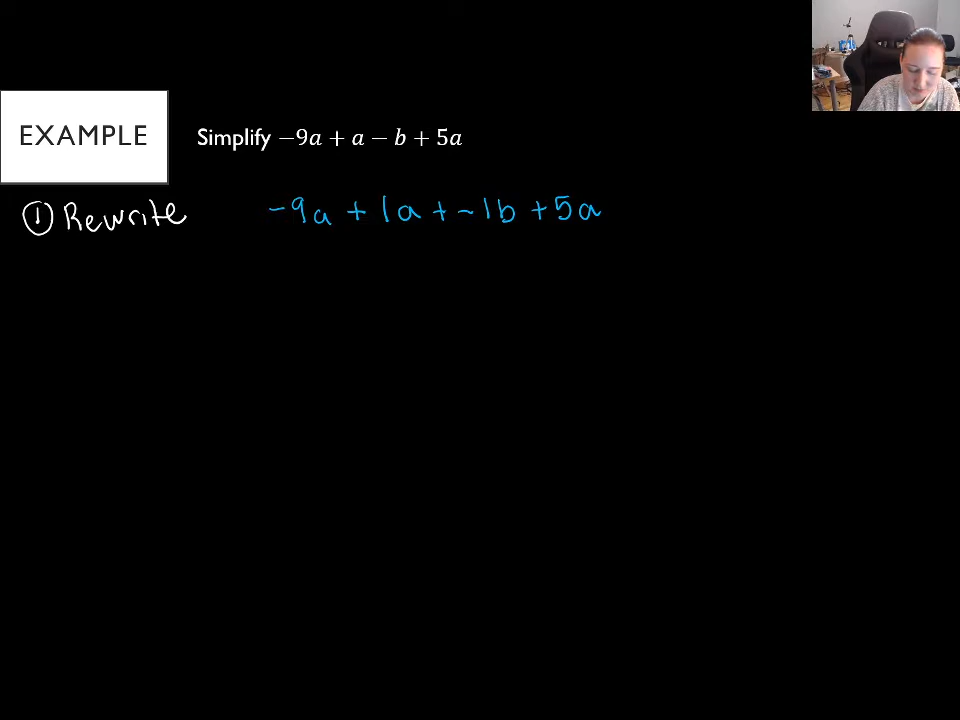 EXAMPLE
Simplify −9a + a − b + 5a
① Rewrite -9a + 1a + -1b + 5a